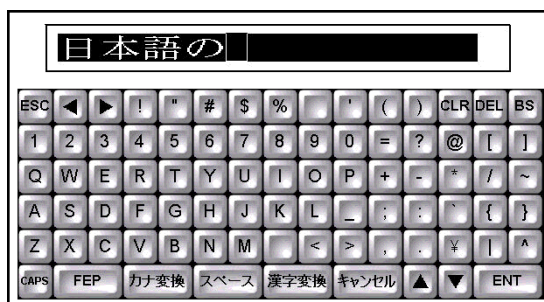 日本語の
ESC ◀ ▶ ! " # $ % ' ( ) CLR DEL BS
1 2 3 4 5 6 7 8 9 0 = ? @ [ ]
Q W E R T Y U I O P + - * / ~
A S D F G H J K L _ ; : ` { }
Z X C V B N M < > , . ¥ | ^
CAPS FEP カナ変換 スペース 漢字変換 キャンセル ▲ ▼ ENT